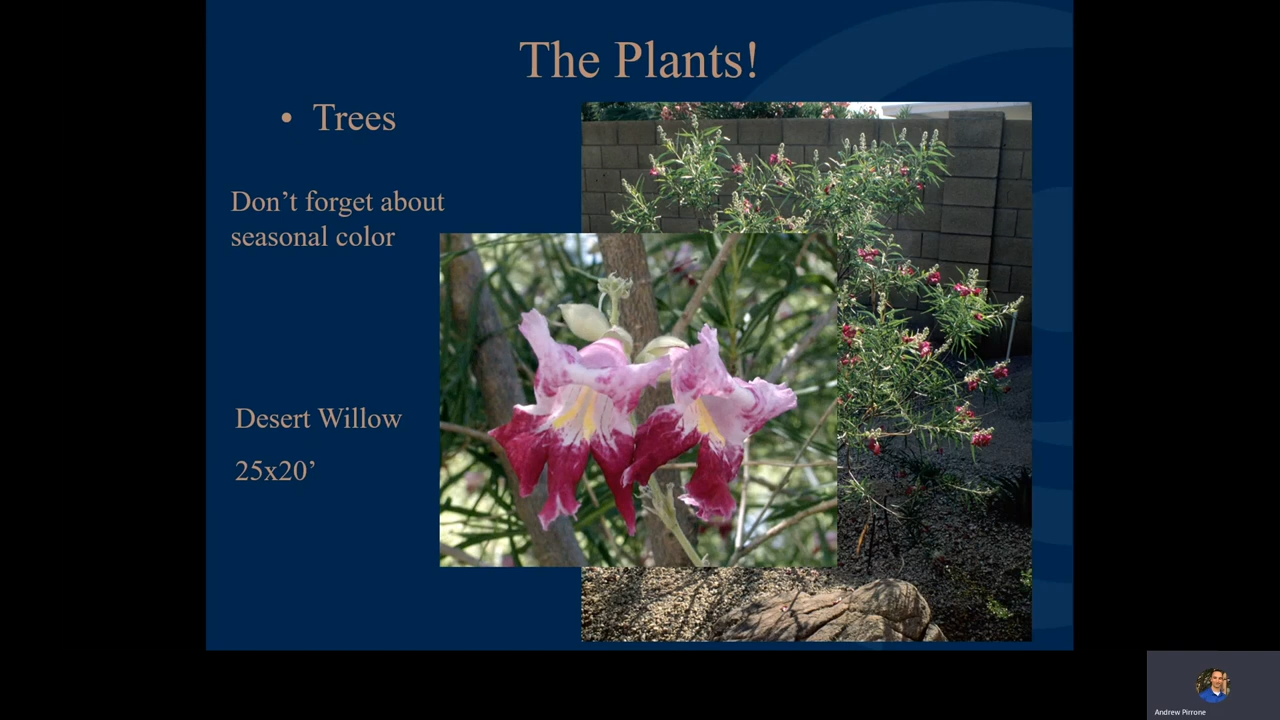 The Plants!
• Trees
Don’t forget about
seasonal color
Desert Willow
25x20’
Andrew Pirrone